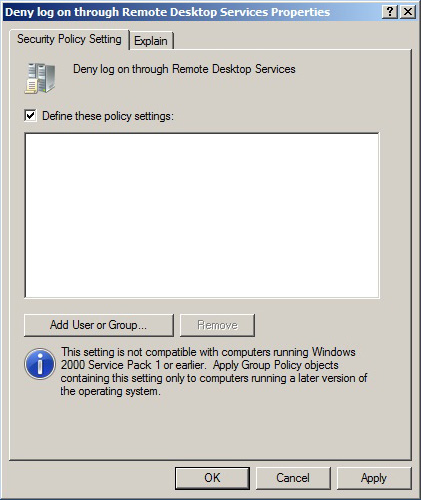 Deny log on through Remote Desktop Services Properties
Security Policy Setting
Explain
Deny log on through Remote Desktop Services
Define these policy settings:
Add User or Group...
Remove
This setting is not compatible with computers running Windows
2000 Service Pack 1 or earlier. Apply Group Policy objects
containing this setting only to computers running a later version of
the operating system.
OK
Cancel
Apply